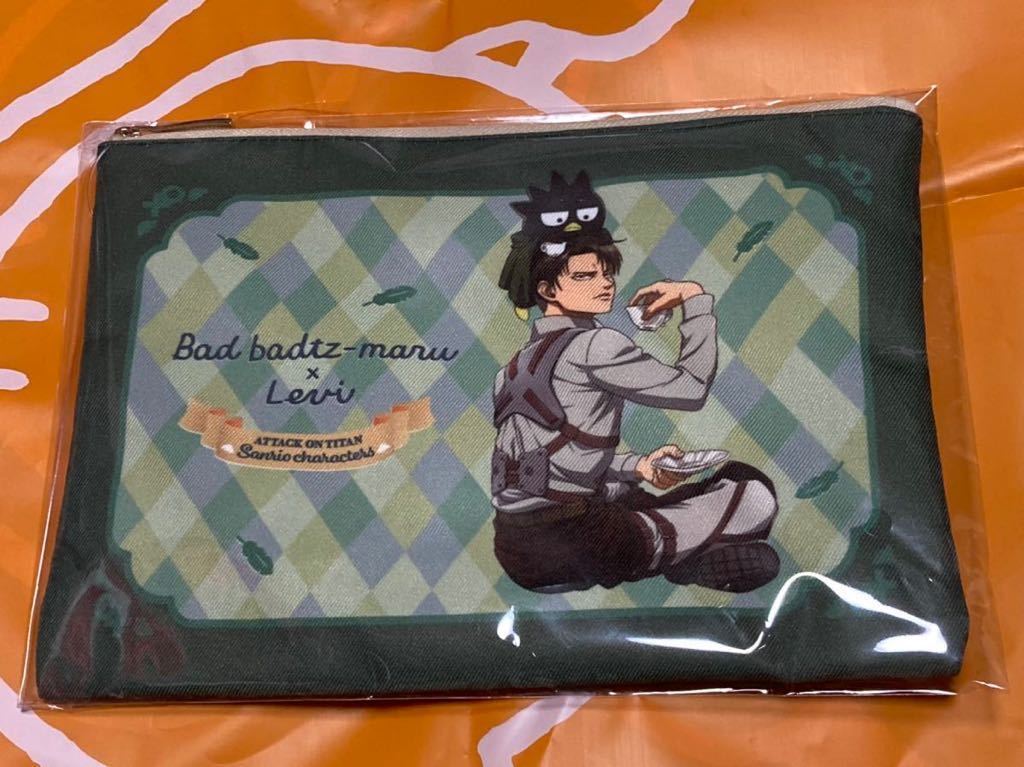 Bad badtz-maru
×
Levi
ATTACK ON TITAN
Sanrio characters